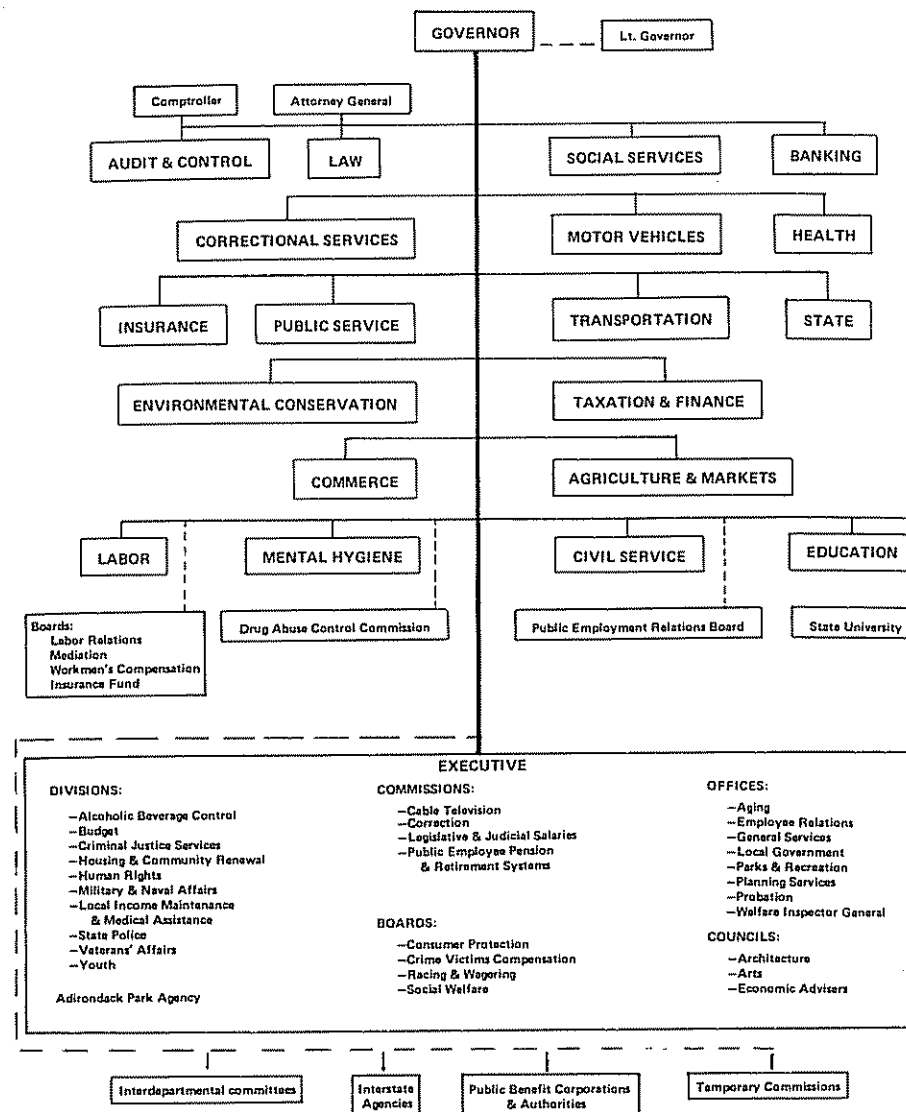 GOVERNOR
Lt. Governor
Comptroller
Attorney General
AUDIT & CONTROL
LAW
SOCIAL SERVICES
BANKING
CORRECTIONAL SERVICES
MOTOR VEHICLES
HEALTH
INSURANCE
PUBLIC SERVICE
TRANSPORTATION
STATE
ENVIRONMENTAL CONSERVATION
TAXATION & FINANCE
COMMERCE
AGRICULTURE & MARKETS
LABOR
MENTAL HYGIENE
CIVIL SERVICE
EDUCATION
Boards:
Labor Relations
Mediation
Workmen's Compensation
Insurance Fund
Drug Abuse Control Commission
Public Employment Relations Board
State University
EXECUTIVE
DIVISIONS:
—Alcoholic Beverage Control
—Budget
—Criminal Justice Services
—Housing & Community Renewal
—Human Rights
—Military & Naval Affairs
—Local Income Maintenance
& Medical Assistance
—State Police
—Veterans' Affairs
—Youth
Adirondack Park Agency
COMMISSIONS:
—Cable Television
—Correction
—Legislative & Judicial Salaries
—Public Employee Pension
& Retirement Systems
BOARDS:
—Consumer Protection
—Crime Victims Compensation
—Racing & Wagering
—Social Welfare
OFFICES:
—Aging
—Employee Relations
—General Services
—Local Government
—Parks & Recreation
—Planning Services
—Probation
—Welfare Inspector General
COUNCILS:
—Architecture
—Arts
—Economic Advisers
Interdepartmental committees
Interstate
Agencies
Public Benefit Corporations
& Authorities
Temporary Commissions